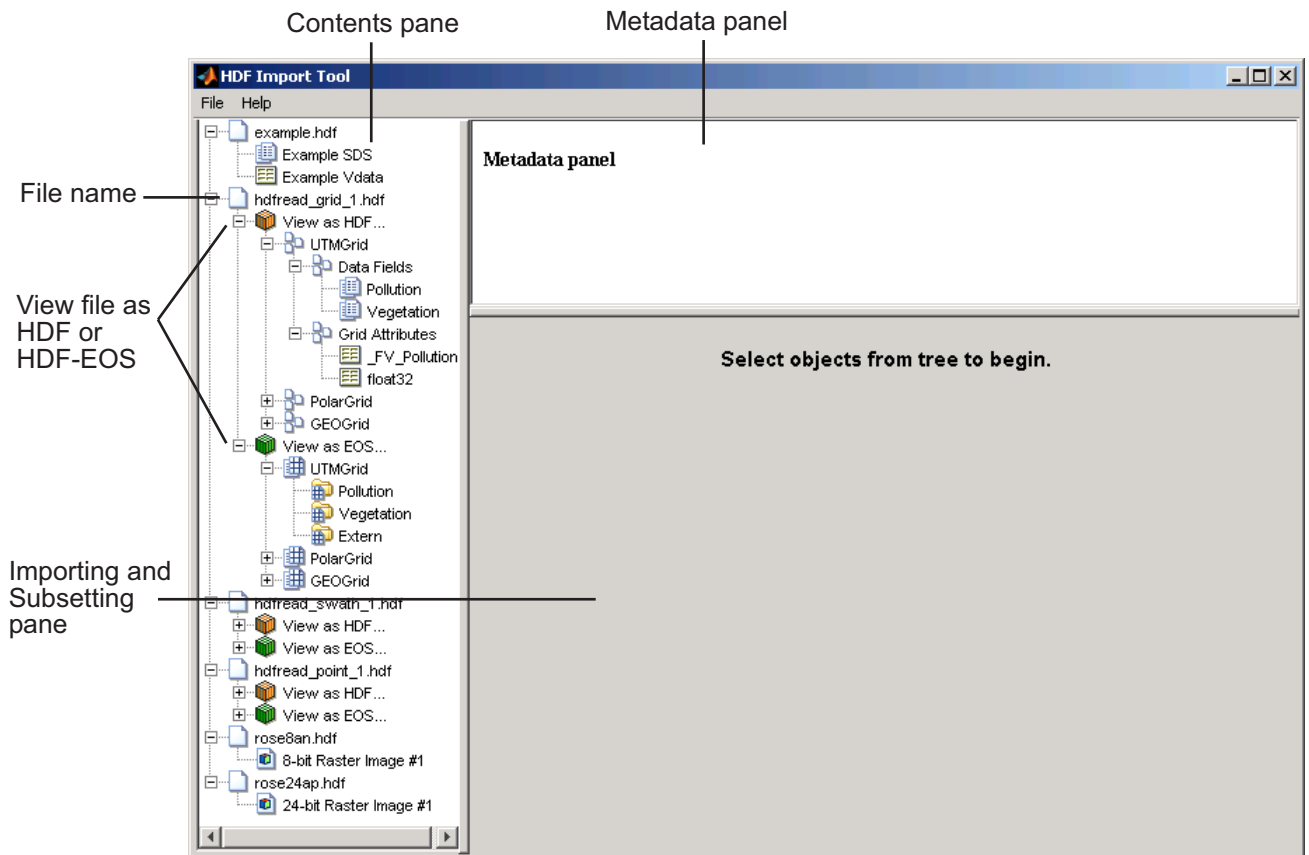 Contents pane
Metadata panel
HDF Import Tool
File Help
example.hdf
Example SDS
Example Vdata
Metadata panel
File name
hdfread_grid_1.hdf
View as HDF...
UTMGrid
Data Fields
Pollution
Vegetation
Grid Attributes
_FV_Pollution
float32
PolarGrid
GEOGrid
View as EOS...
UTMGrid
Pollution
Vegetation
Extern
PolarGrid
GEOGrid
View file as
HDF or
HDF-EOS
Select objects from tree to begin.
Importing and
Subsetting
pane
hdfread_swath_1.hdf
View as HDF...
View as EOS...
hdfread_point_1.hdf
View as HDF...
View as EOS...
rose8an.hdf
8-bit Raster Image #1
rose24ap.hdf
24-bit Raster Image #1